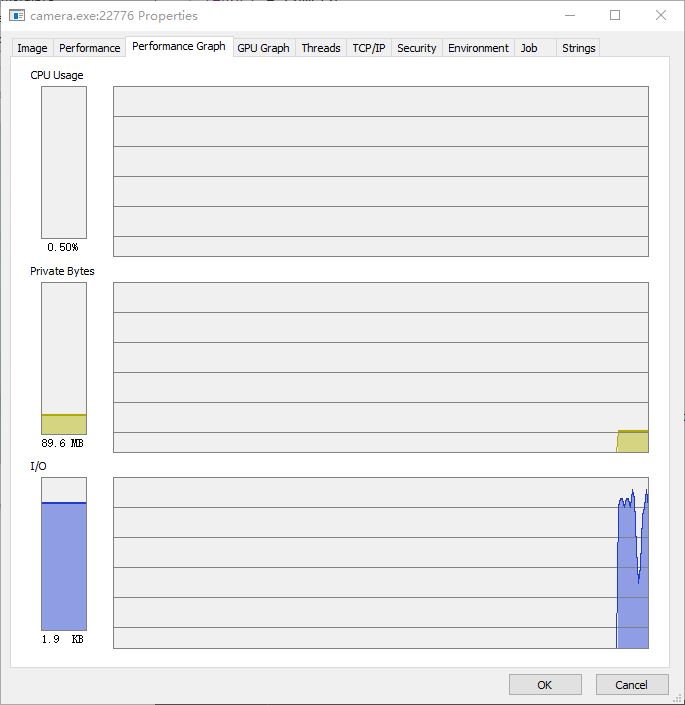 camera.exe:22776 Properties
Image Performance Performance Graph GPU Graph Threads TCP/IP Security Environment Job Strings
CPU Usage
0.50%
Private Bytes
89.6 MB
I/O
1.9 KB
OK Cancel